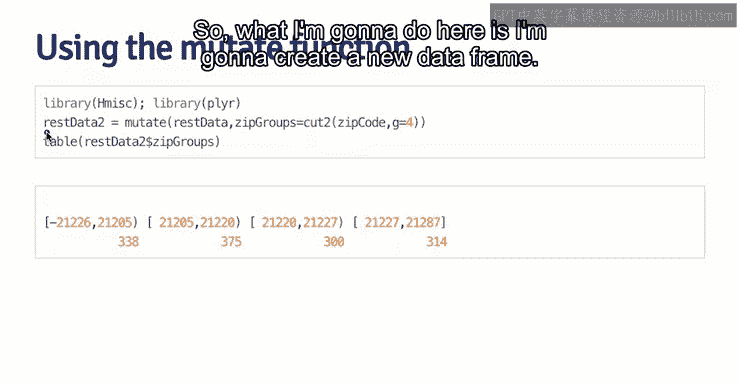 Using the mutate function
So, what I'm gonna do here is I'm
gonna create a new data frame.
library(Hmisc); library(plyr)
restData2 = mutate(restData,zipGroups=cut2(zipCode,g=4))
table(restData2$zipGroups)
[-21226,21205) [ 21205,21220) [ 21220,21227) [ 21227,21287]
338 375 300 314